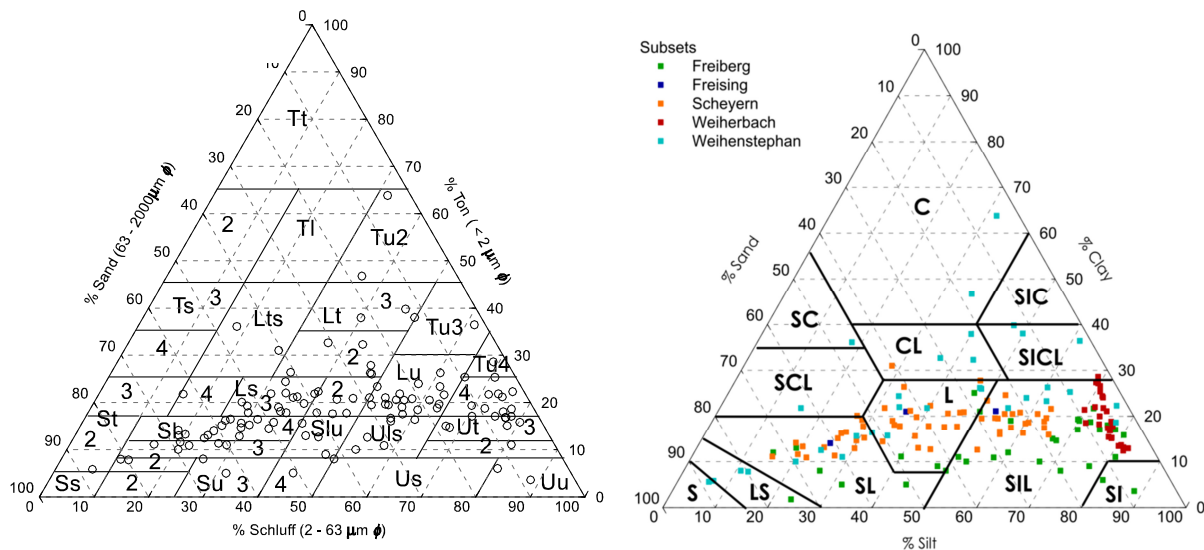 0 100
90
20 Tt 80
30 70
% Sand (63 - 2000µm ϕ)
% Ton ( < 2 µm ϕ)
40 2 Tl Tu2 60
50 50
60 Ts 3 Lts Lt 3 Tu3 40
70 4 2 Tu4 30
80 3 4 Ls 3 2 Lu 4 20
St Sl 4 Slu Uls Ut 3
90 2 3 2 10
2
100 Ss 2 Su 3 4 Us Uu 0
0 10 20 30 40 50 60 70 80 90 100
% Schluff (2 - 63 µm ϕ)
Subsets
Freiberg
Freising
Scheyern
Weiherbach
Weihenstephan
0 100
10 90
20 80
30 70
40 C 60
% Sand
% Clay
50 50
60 SC CL SIC 40
70 SCL SICL 30
80 L 20
90 10
100 S LS SL SIL SI 0
0 10 20 30 40 50 60 70 80 90 100
% Silt